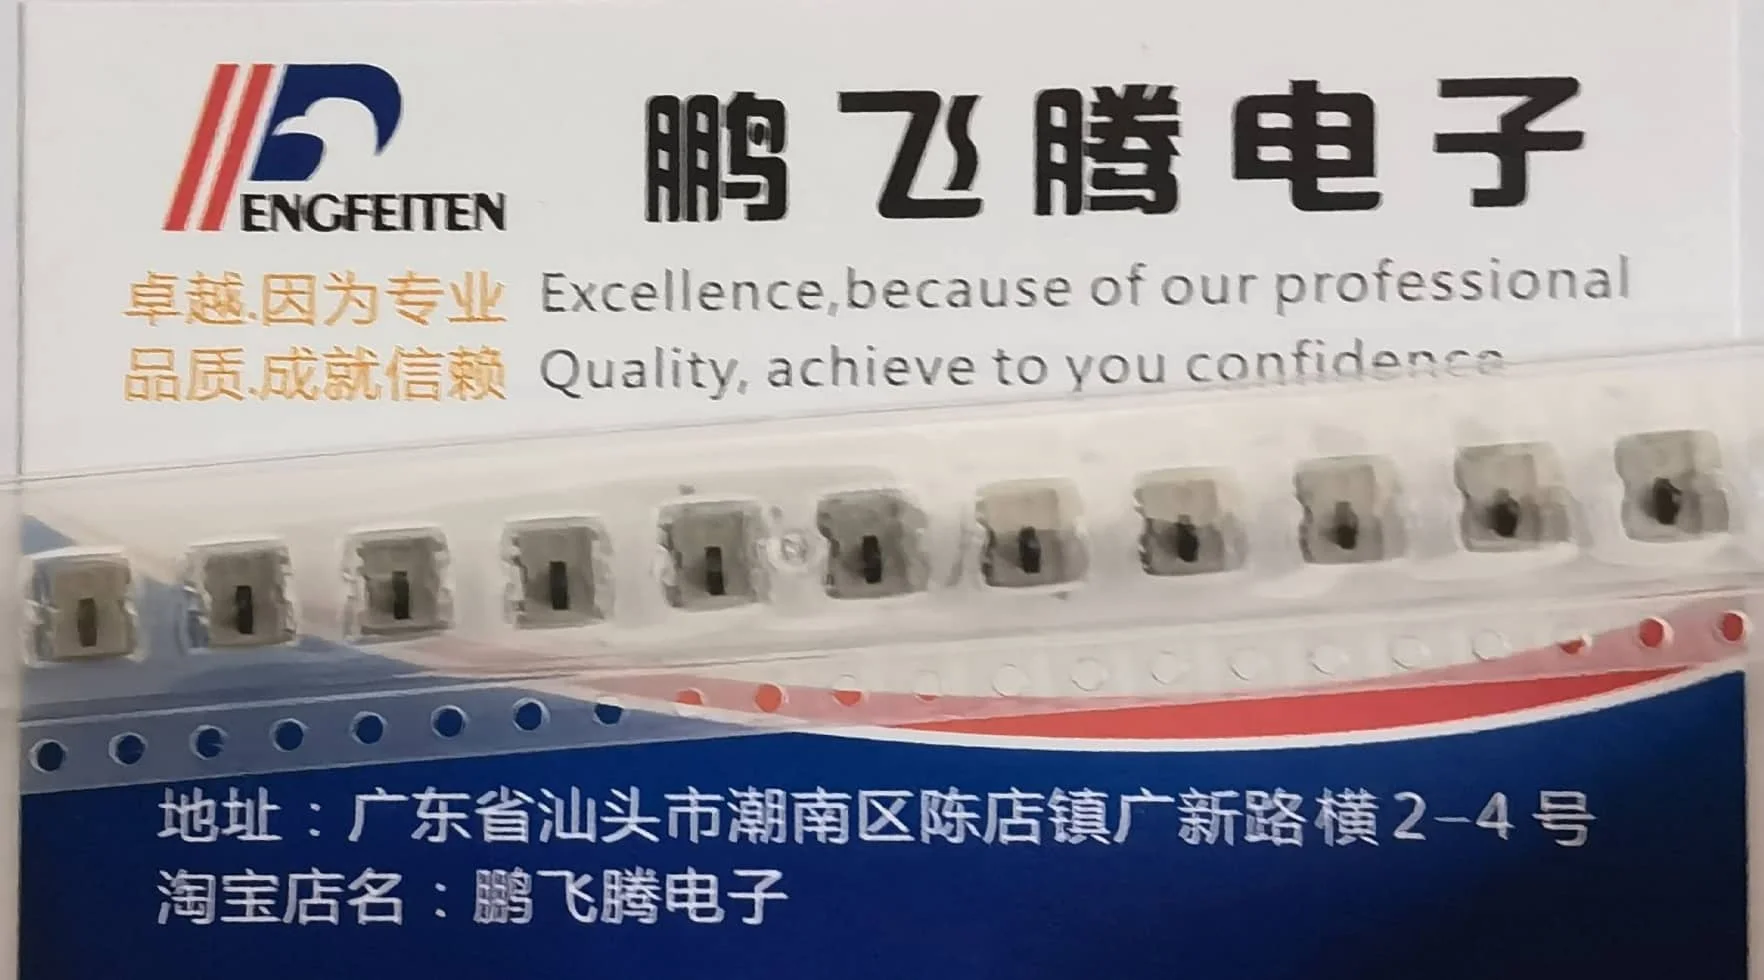 PENGFEITEN
鹏飞腾电子
卓越.因为专业 Excellence,because of our professional
品质.成就信赖 Quality, achieve to you confidence
地址：广东省汕头市潮南区陈店镇广新路横2-4号
淘宝店名：鹏飞腾电子